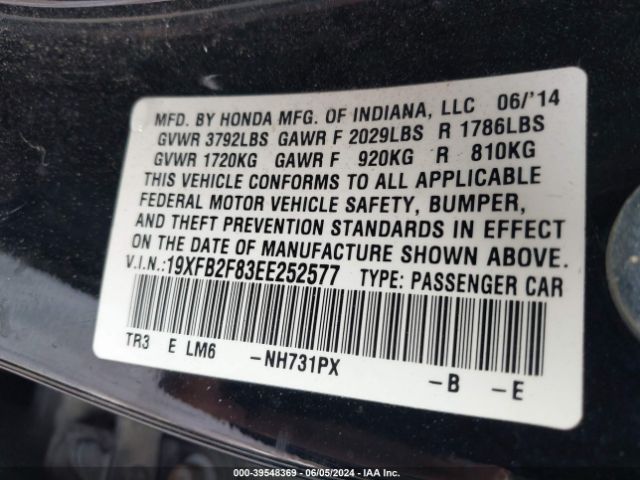 MFD. BY HONDA MFG. OF INDIANA, LLC 06/'14
GVWR 3792LBS GAWR F 2029LBS R 1786LBS
GVWR 1720KG GAWR F 920KG R 810KG
THIS VEHICLE CONFORMS TO ALL APPLICABLE
FEDERAL MOTOR VEHICLE SAFETY, BUMPER,
AND THEFT PREVENTION STANDARDS IN EFFECT
ON THE DATE OF MANUFACTURE SHOWN ABOVE.
V.I.N.:19XFB2F83EE252577 TYPE: PASSENGER CAR
TR3 E LM6 -NH731PX -B -E
000-39548369 - 06/05/2024 - IAA Inc.